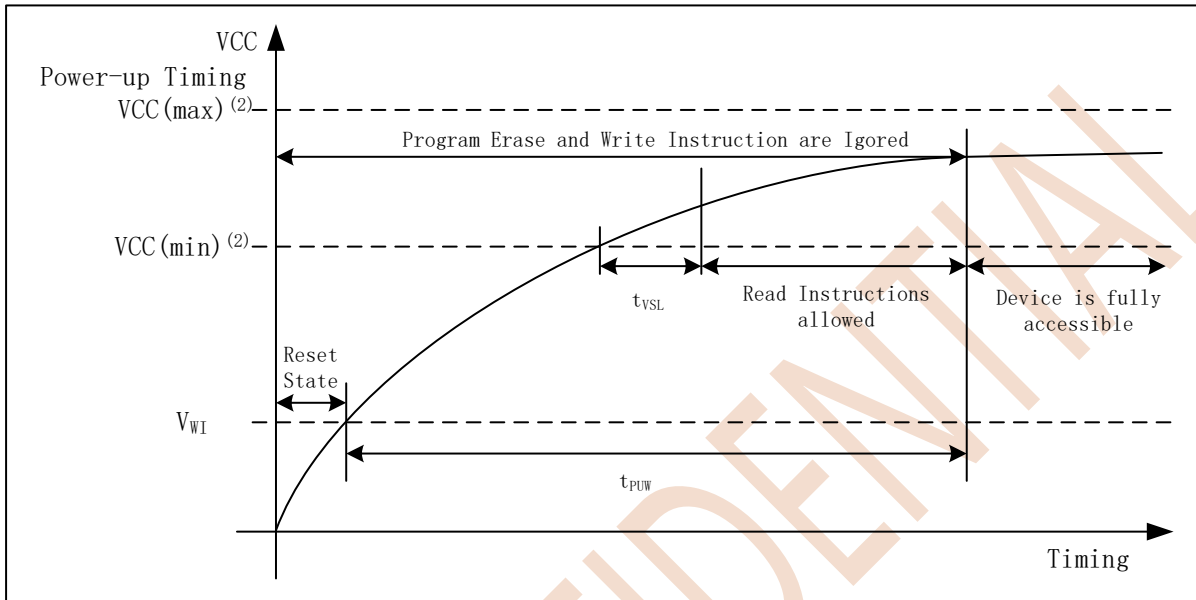 VCC
Power-up Timing
VCC(max)(2)
Program Erase and Write Instruction are Igored
VCC(min)(2)
tVSL
Read Instructions
allowed
Device is fully
accessible
Reset
State
VWI
tPUW
Timing
FIDENTIAL